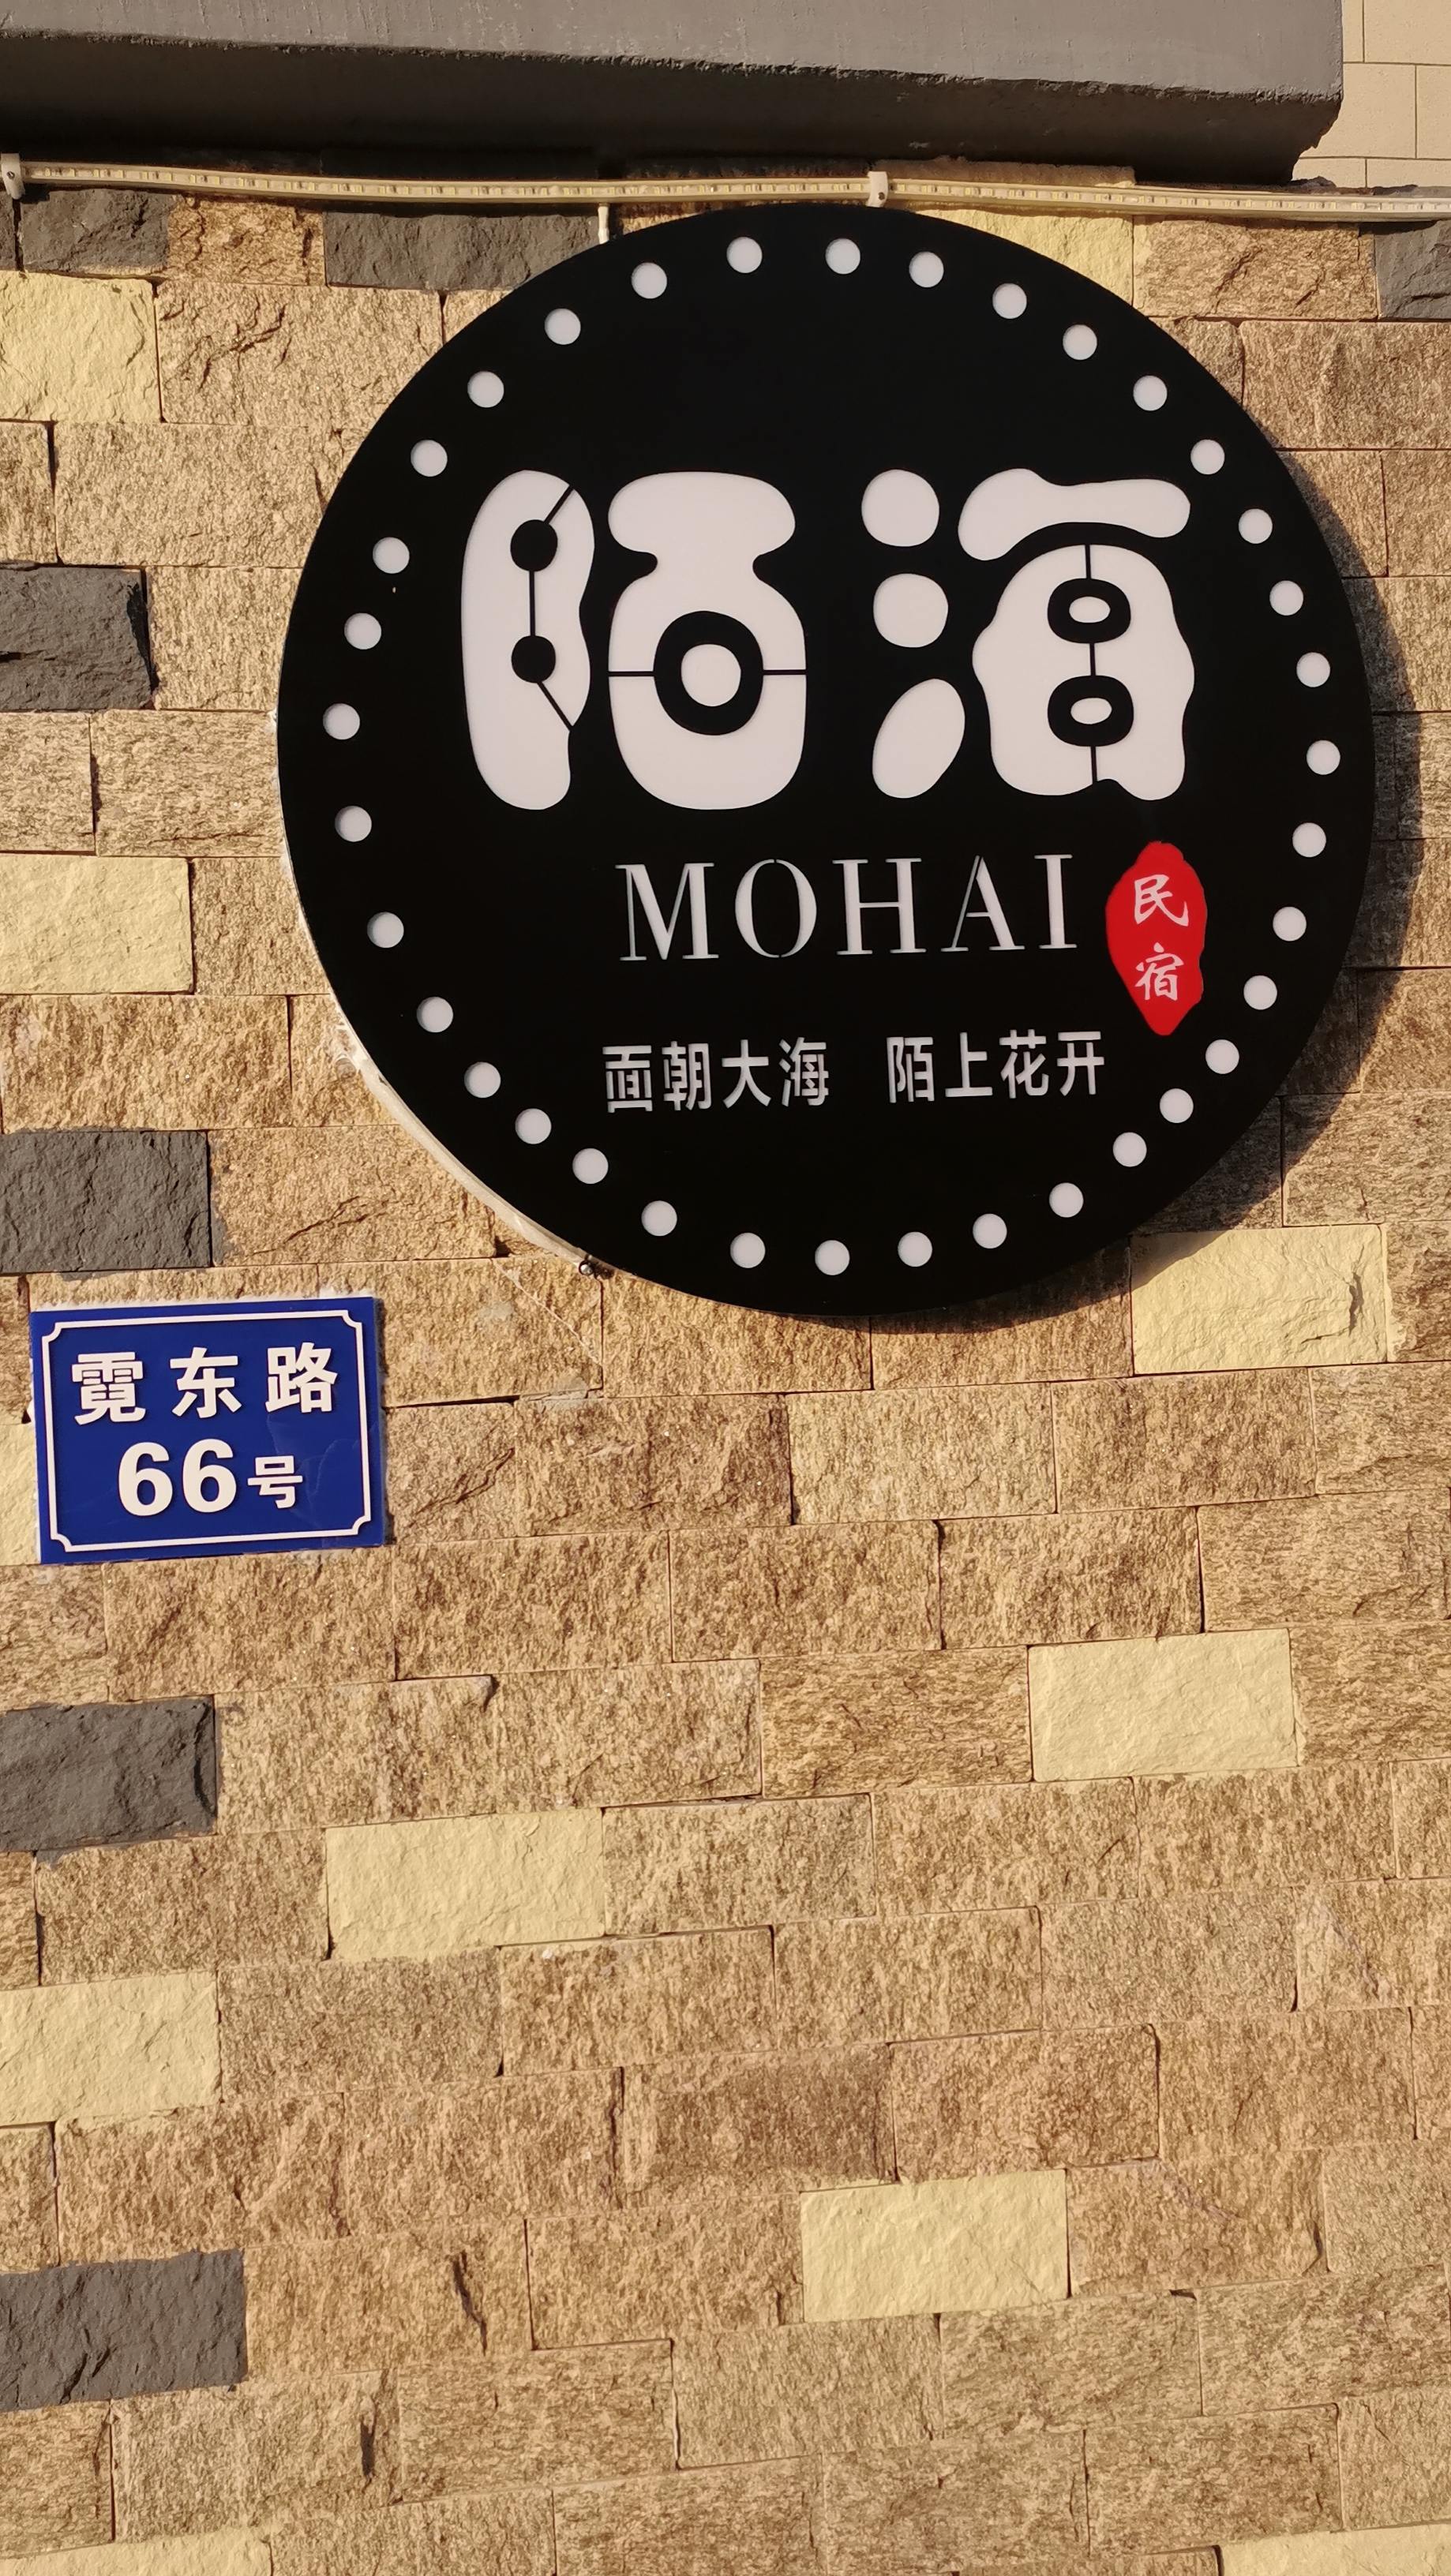 陌海
MOHAI
民宿
面朝大海 陌上花开
霓东路
66号